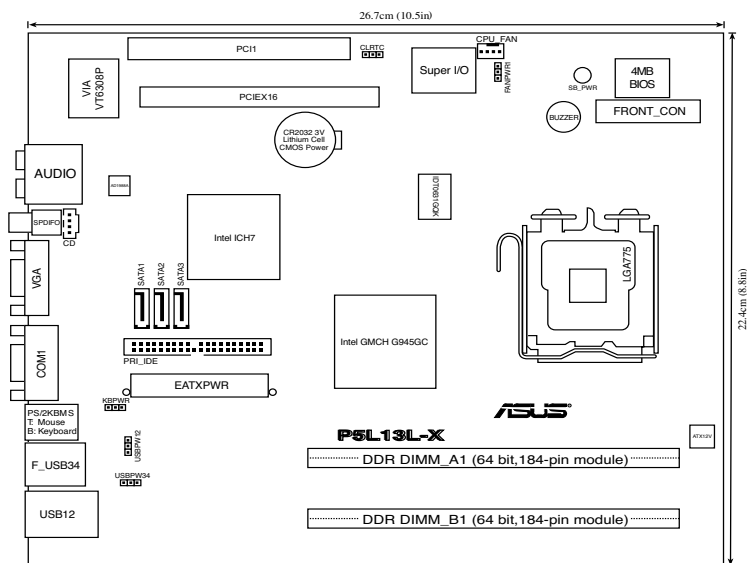 26.7cm (10.5in)
PCI1
CLRTC
CPU_FAN
FANPWR1
Super I/O
SB_PWR
4MB
BIOS
VIA
VT6308P
PCIEX16
BUZZER
FRONT_CON
CR2032 3V
Lithium Cell
CMOS Power
AUDIO
AD1988A
SPDIFO
CD
Intel ICH7
LGA775
22.4cm (8.8in)
VGA
SATA1
SATA2
SATA3
Intel GMCH G945GC
COM1
PRI_IDE
EATXPWR
KBPWR
PS/2KBMS
T: Mouse
B: Keyboard
ASUS
P5L13L-X
ATX12V
USBPW12
F_USB34
DDR DIMM_A1 (64 bit,184-pin module)
USBPW34
USB12
DDR DIMM_B1 (64 bit,184-pin module)